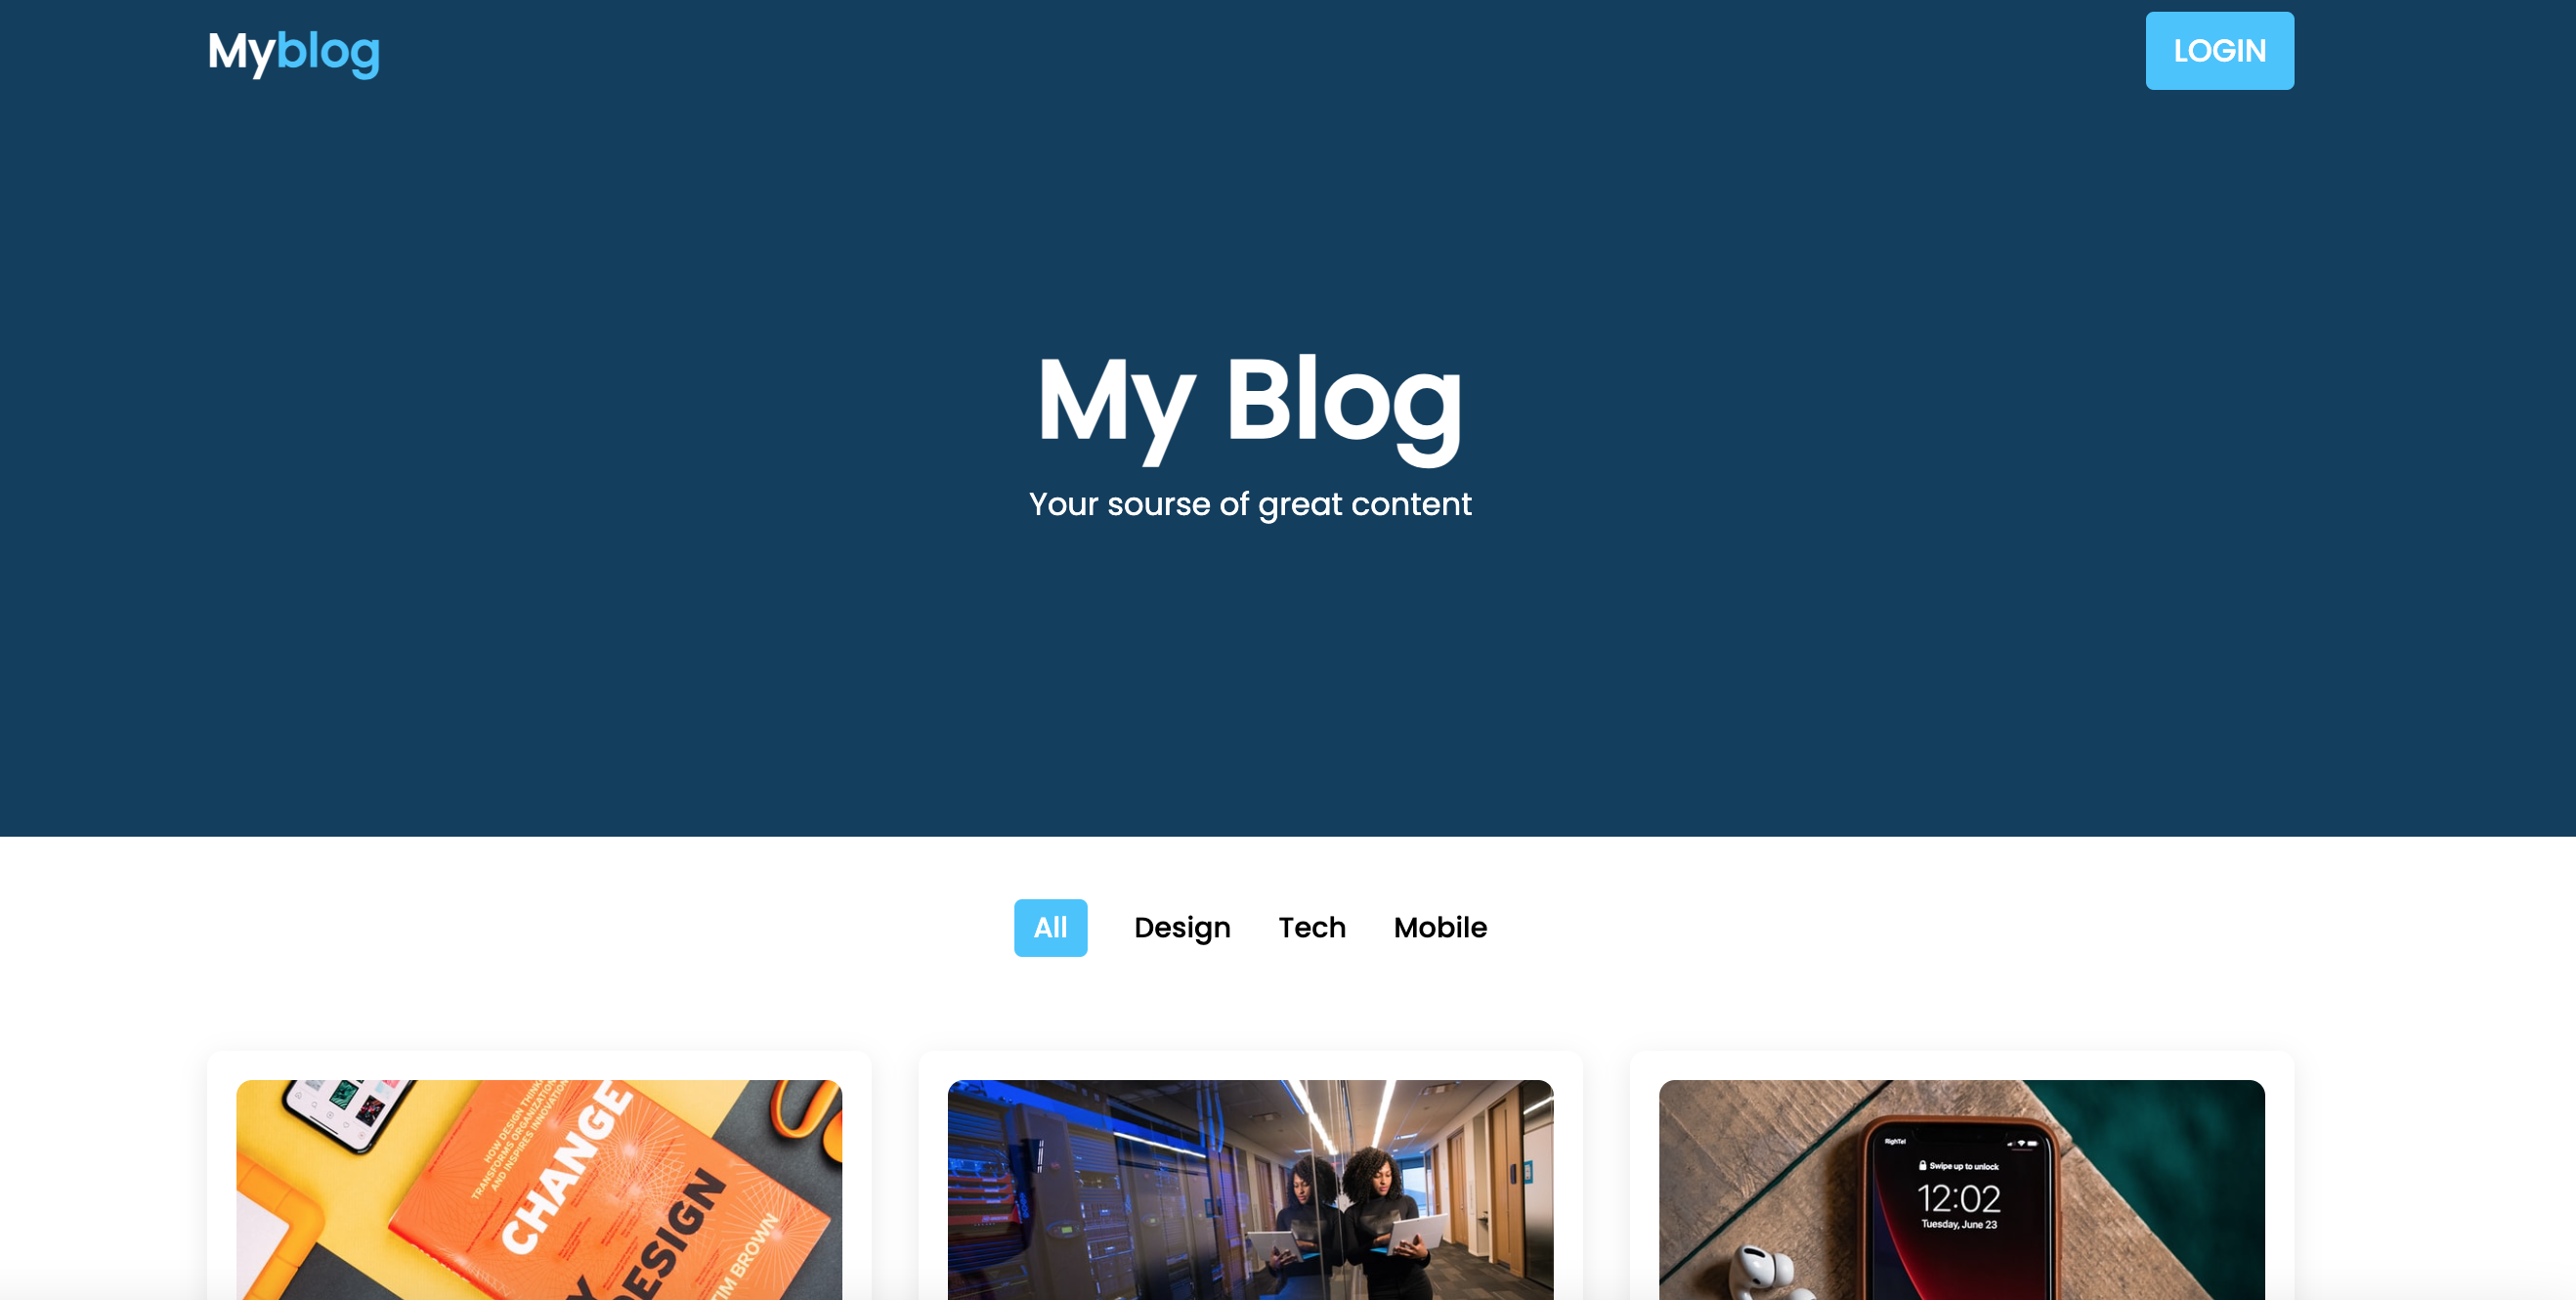 Myblog
LOGIN
My Blog
Your sourse of great content
All
Design
Tech
Mobile
HOW DESIGN THINKING
TRANSFORMS ORGANIZATIONS
AND INSPIRES INNOVATION
CHANGE
BY
DESIGN
TIM BROWN
RighTel
Swipe up to unlock
12:02
Tuesday, June 23